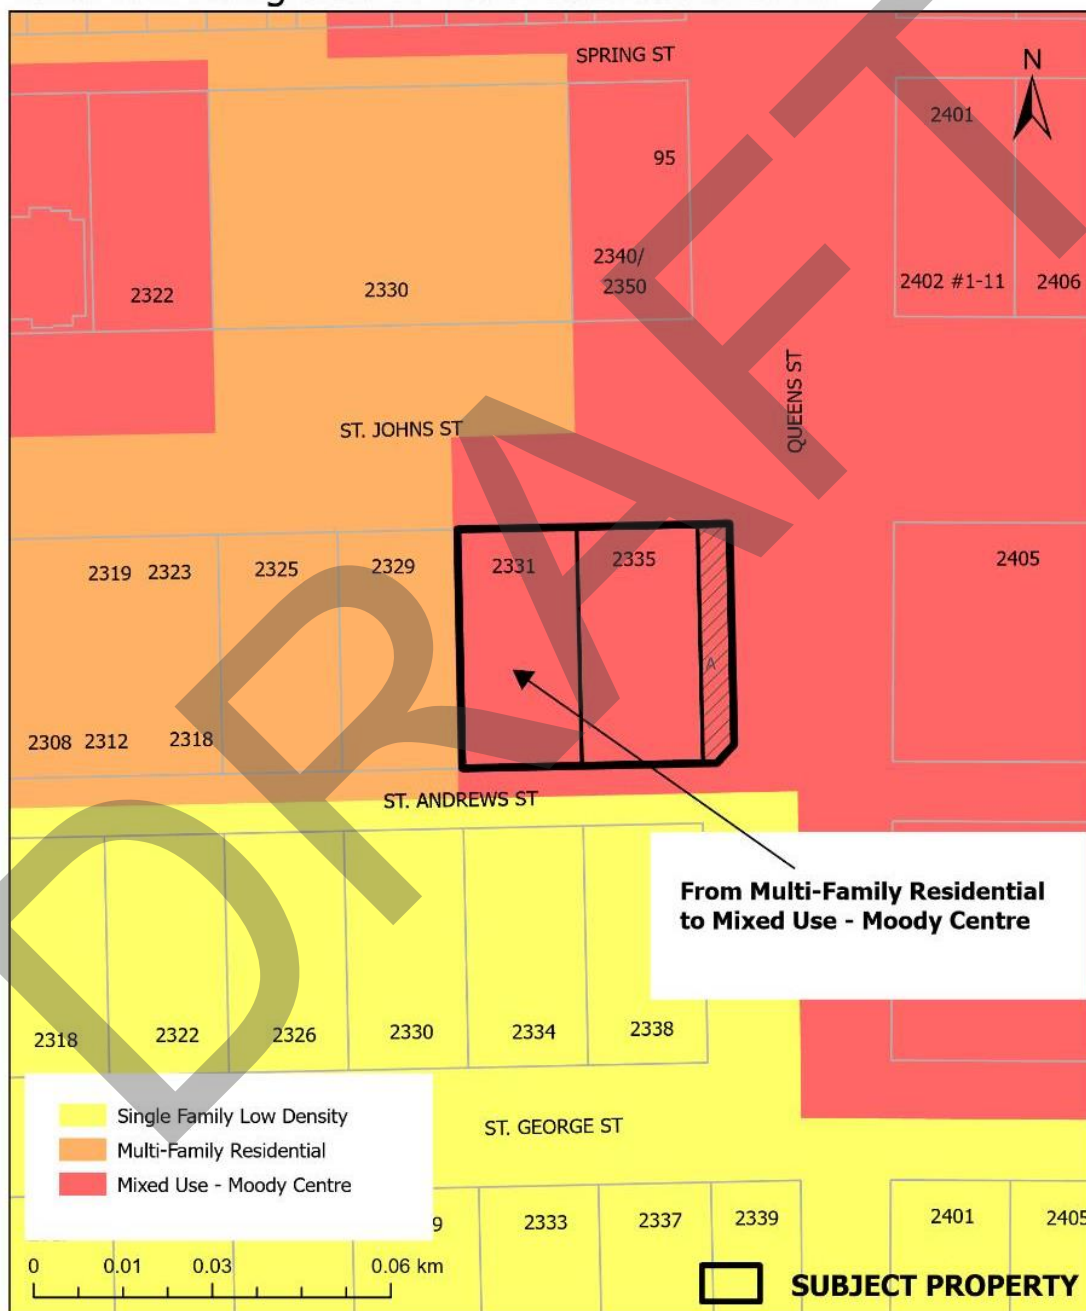 SPRING ST
N
2401
95
2340/
2350
2322
2330
2402 #1-11
2406
QUEENS ST
ST. JOHNS ST
2319 2323
2325
2329
2331
2335
2405
A
2308 2312
2318
ST. ANDREWS ST
From Multi-Family Residential
to Mixed Use - Moody Centre
2318
2322
2326
2330
2334
2338
Single Family Low Density
Multi-Family Residential
Mixed Use - Moody Centre
ST. GEORGE ST
2333
2337
2339
2401
2405
0 0.01 0.03 0.06 km
SUBJECT PROPERTY
DRAFT